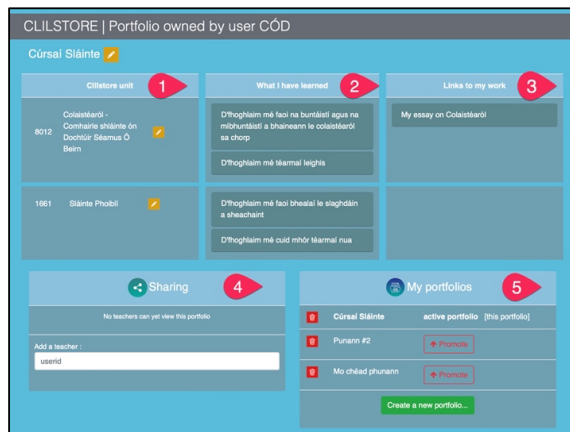 CLILSTORE | Portfolio owned by user CÓD
Cúrsaí Sláinte
Clilstore unit
1
What I have learned
2
Links to my work
3
8012
Colaistéaról -
Comhairle shláinte ón
Dochtúir Séamus Ó
Beirn
D'fhoghlaim mé faoi na buntáistí agus na
míbhuntáistí a bhaineann le colaistéaról
sa chorp
D'fhoghlaim mé téarmaí leighis
My essay on Colaistéaról
1661
Sláinte Phoiblí
D'fhoghlaim mé faoi bhealaí le slaghdáin
a sheachaint
D'fhoghlaim mé cuid mhór téarmaí nua
Sharing
4
No teachers can yet view this portfolio
Add a teacher :
userid
My portfolios
5
Cúrsaí Sláinte active portfolio [this portfolio]
Punann #2 Promote
Mo chéad phunann Promote
Create a new portfolio...